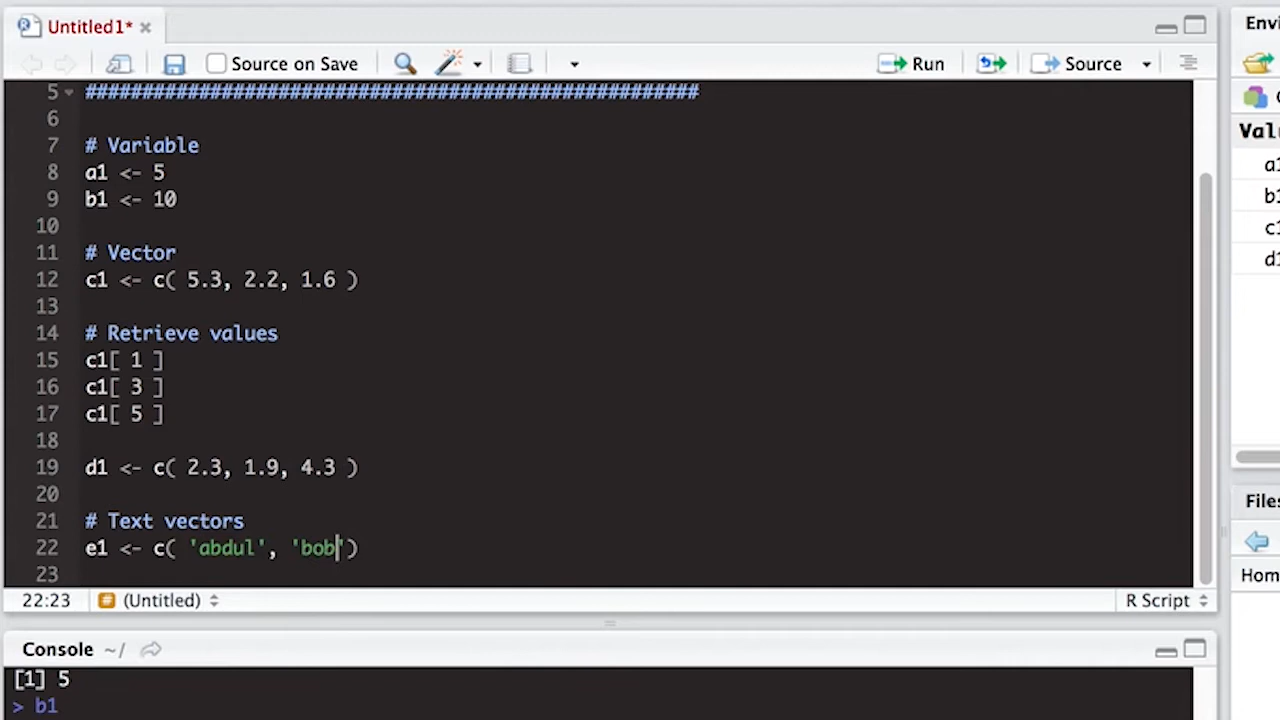 Untitled1*
Source on Save
Run
Source
5 ######################################################
6
7 # Variable
8 a1 <- 5
9 b1 <- 10
10
11 # Vector
12 c1 <- c( 5.3, 2.2, 1.6 )
13
14 # Retrieve values
15 c1[ 1 ]
16 c1[ 3 ]
17 c1[ 5 ]
18
19 d1 <- c( 2.3, 1.9, 4.3 )
20
21 # Text vectors
22 e1 <- c( 'abdul', 'bob')
23
22:23 (Untitled) R Script
Console ~/
[1] 5
> b1
Envi
Valu
a1
b1
c1
d1
Files
Hom